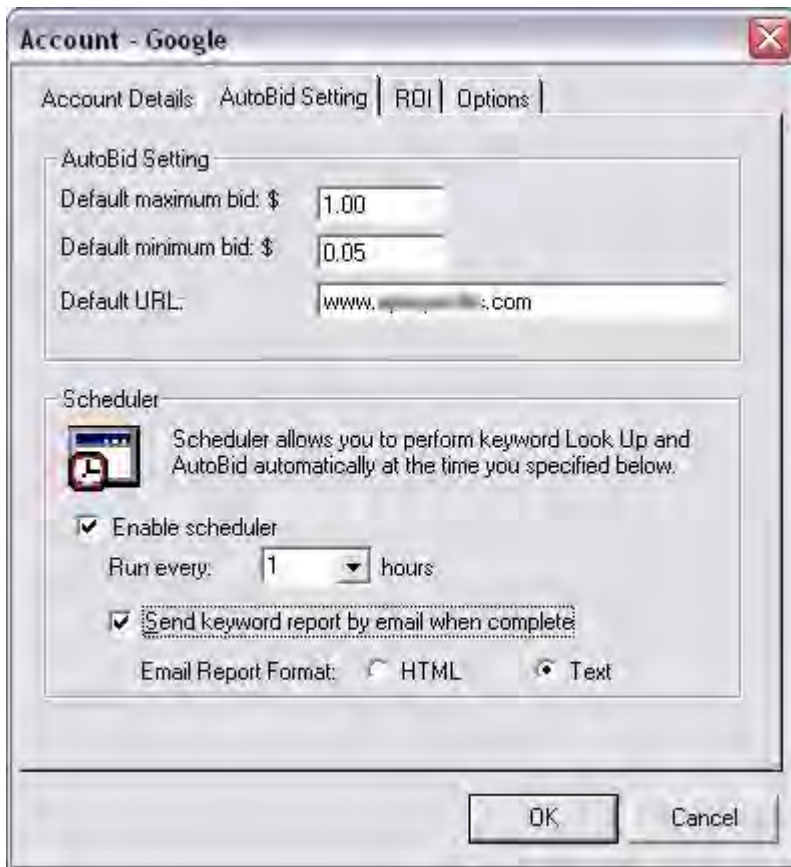 Account - Google
Account Details AutoBid Setting ROI Options
AutoBid Setting
Default maximum bid: $ 1.00
Default minimum bid: $ 0.05
Default URL: www. .com
Scheduler
Scheduler allows you to perform keyword Look Up and
AutoBid automatically at the time you specified below.
Enable scheduler
Run every: 1 hours
Send keyword report by email when complete
Email Report Format: HTML Text
OK Cancel